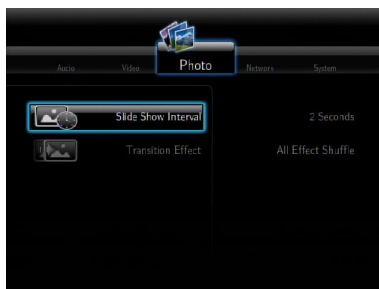 Audio Video Photo Network System
Slide Show Interval 2 Seconds
Transition Effect All Effect Shuffle